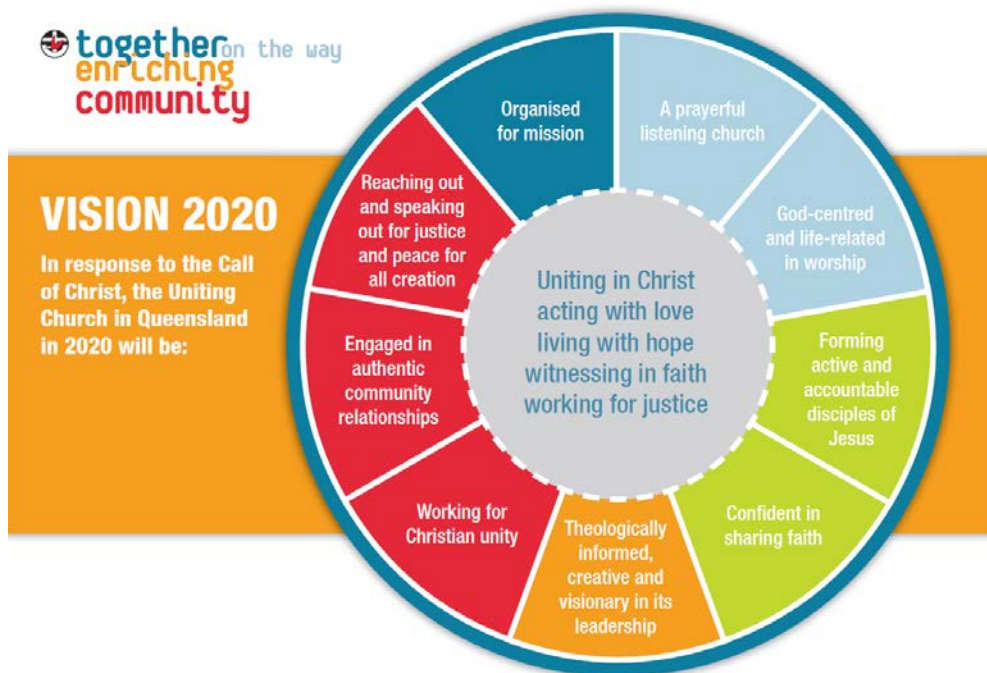 together on the way
enriching
community
VISION 2020
In response to the Call
of Christ, the Uniting
Church in Queensland
in 2020 will be:
Organised
for mission
A prayerful
listening church
God-centred
and life-related
in worship
Forming
active and
accountable
disciples of
Jesus
Confident in
sharing faith
Theologically
informed,
creative and
visionary in its
leadership
Working for
Christian unity
Engaged in
authentic
community
relationships
Reaching out
and speaking
out for justice
and peace for
all creation
Uniting in Christ
acting with love
living with hope
witnessing in faith
working for justice